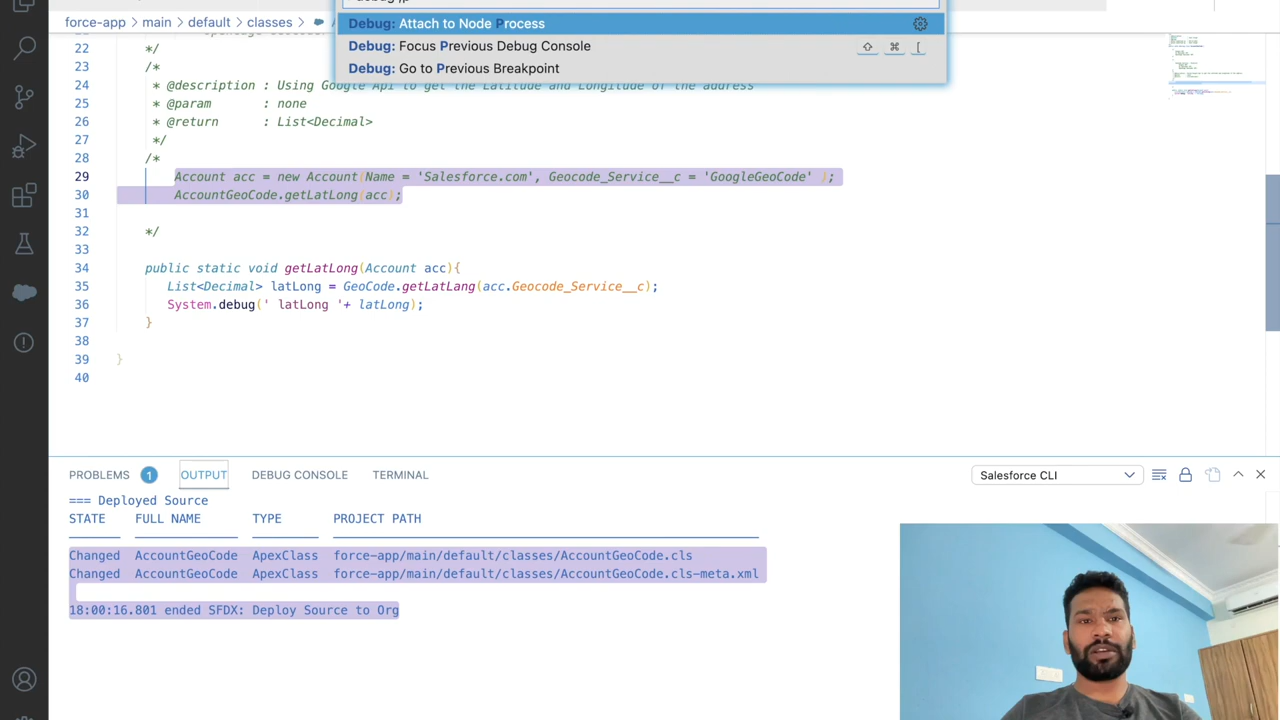 Debug: Attach to Node Process
force-app > main > default > classes >
Debug: Focus Previous Debug Console
22 */
23 /*
Debug: Go to Previous Breakpoint
24 * @description : Using Google Api to get the Latitude and Longitude of the address
25 * @param : none
26 * @return : List<Decimal>
27 */
28 /*
29 Account acc = new Account(Name = 'Salesforce.com', Geocode_Service__c = 'GoogleGeoCode' );
30 AccountGeoCode.getLatLong(acc);
31
32 */
33
34 public static void getLatLong(Account acc){
35 List<Decimal> latLong = GeoCode.getLatLang(acc.Geocode_Service__c);
36 System.debug(' latLong '+ latLong);
37 }
38
39 }
40
PROBLEMS 1 OUTPUT DEBUG CONSOLE TERMINAL Salesforce CLI
=== Deployed Source
STATE FULL NAME TYPE PROJECT PATH
Changed AccountGeoCode ApexClass force-app/main/default/classes/AccountGeoCode.cls
Changed AccountGeoCode ApexClass force-app/main/default/classes/AccountGeoCode.cls-meta.xml
18:00:16.801 ended SFDX: Deploy Source to Org